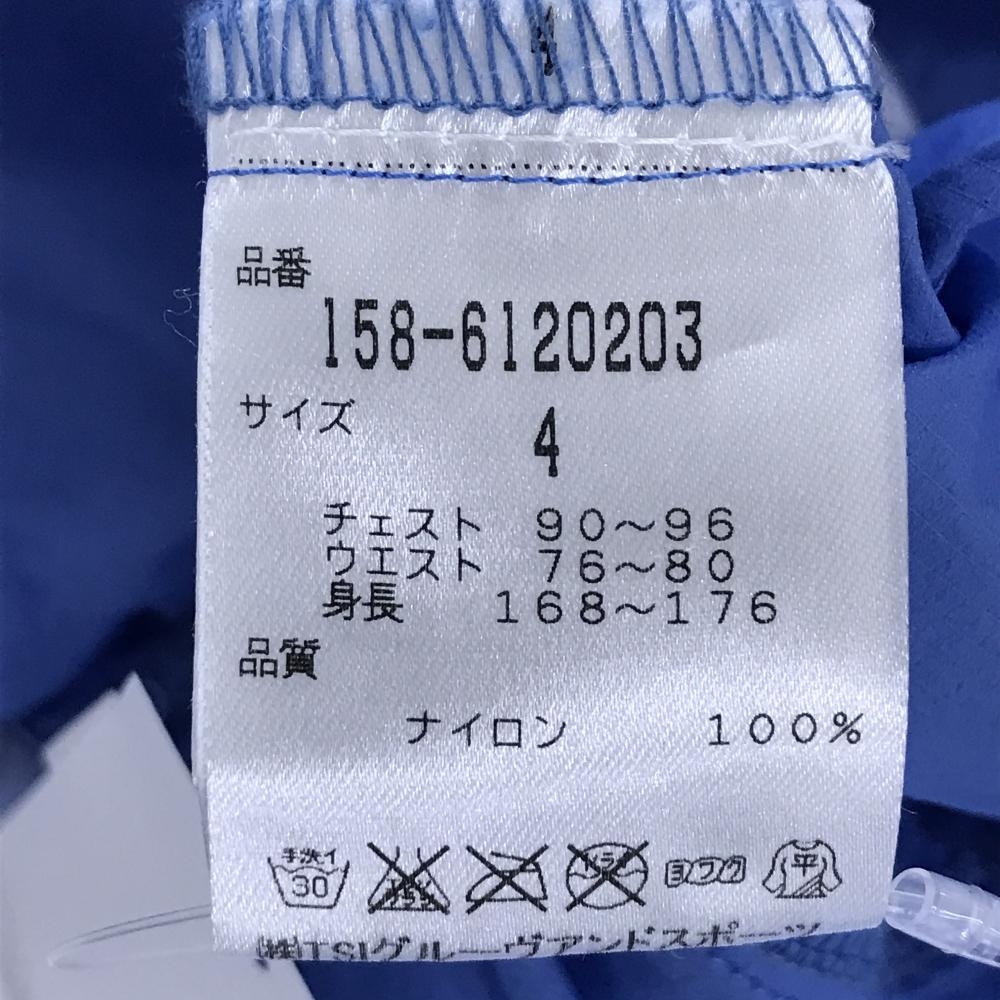 品番
158-6120203
サイズ
4
チェスト 90〜96
ウエスト 76〜80
身長 168〜176
品質
ナイロン 100%
手洗イ
30
ヨワク
平
㈱TSIグルーヴアンドスポーツ